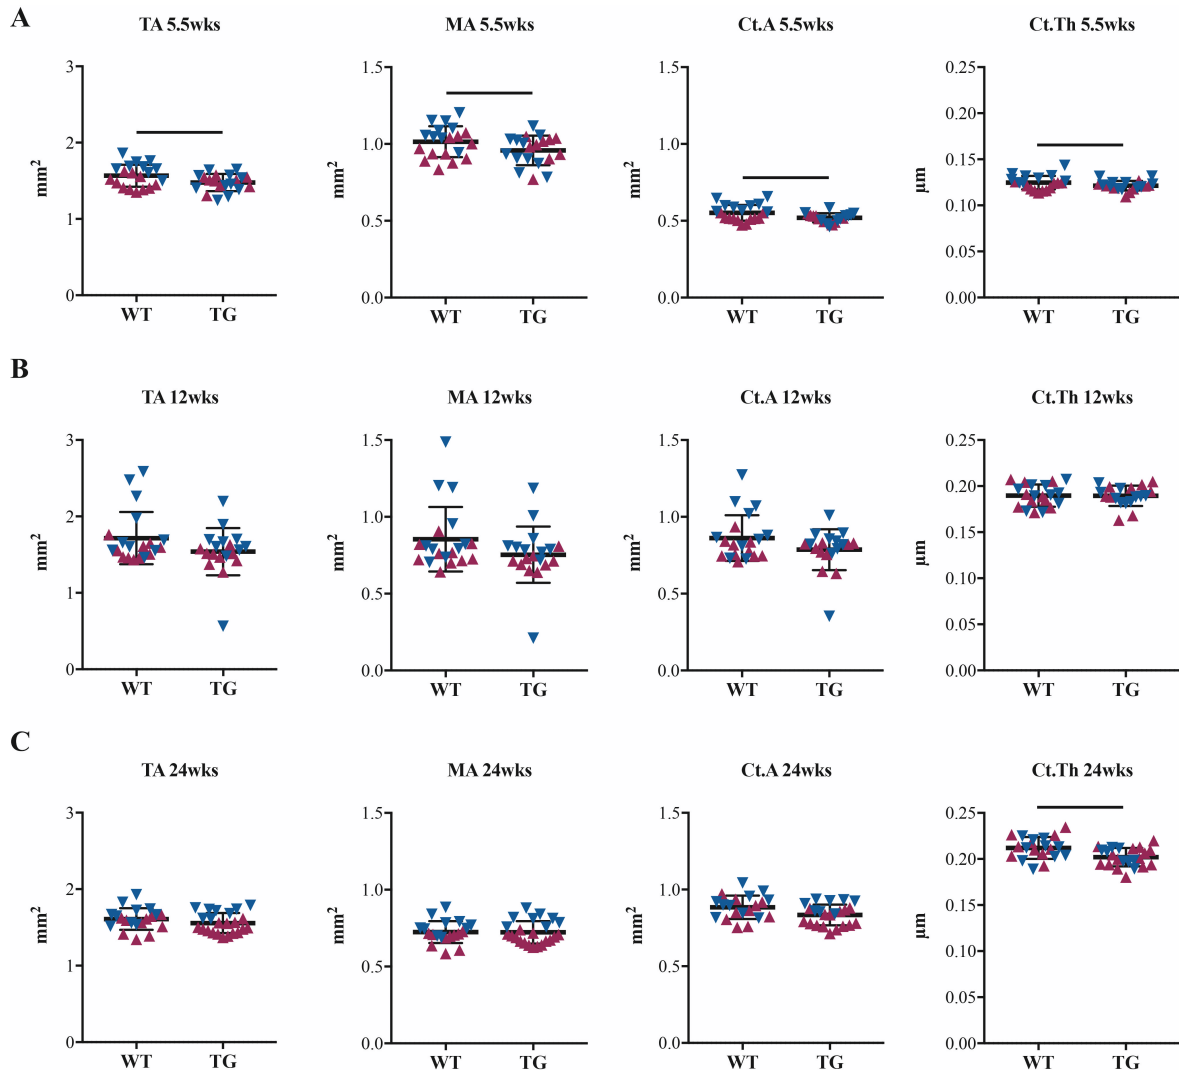 A
TA 5.5wks MA 5.5wks Ct.A 5.5wks Ct.Th 5.5wks
3 1.5 1.5 0.25
0.20
2 1.0 1.0 0.15
mm² mm² mm² µm
1 0.5 0.5 0.10
0.05
0 0.0 0.0 0.00
WT TG WT TG WT TG WT TG
B
TA 12wks MA 12wks Ct.A 12wks Ct.Th 12wks
3 1.5 1.5 0.25
0.20
2 1.0 1.0 0.15
mm² mm² mm² µm
1 0.5 0.5 0.10
0.05
0 0.0 0.0 0.00
WT TG WT TG WT TG WT TG
C
TA 24wks MA 24wks Ct.A 24wks Ct.Th 24wks
3 1.5 1.5 0.25
0.20
2 1.0 1.0 0.15
mm² mm² mm² µm
1 0.5 0.5 0.10
0.05
0 0.0 0.0 0.00
WT TG WT TG WT TG WT TG